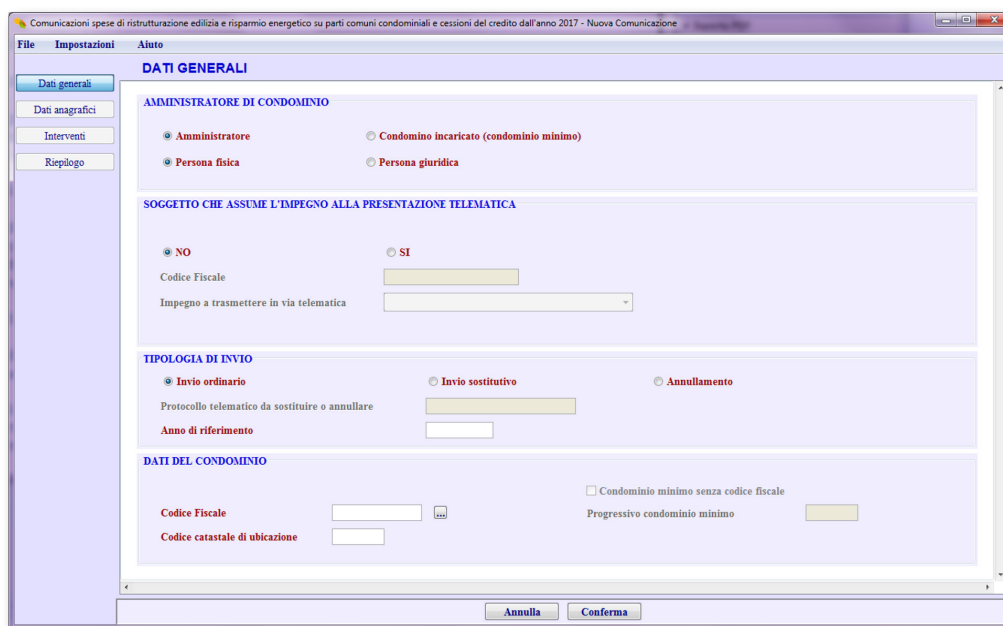 Comunicazioni spese di ristrutturazione edilizia e risparmio energetico su parti comuni condominiali e cessioni del credito dall'anno 2017 - Nuova Comunicazione
File Impostazioni Aiuto
DATI GENERALI
Dati generali
Dati anagrafici
Interventi
Riepilogo
AMMINISTRATORE DI CONDOMINIO
Amministratore Condomino incaricato (condominio minimo)
Persona fisica Persona giuridica
SOGGETTO CHE ASSUME L'IMPEGNO ALLA PRESENTAZIONE TELEMATICA
NO SI
Codice Fiscale
Impegno a trasmettere in via telematica
TIPOLOGIA DI INVIO
Invio ordinario Invio sostitutivo Annullamento
Protocollo telematico da sostituire o annullare
Anno di riferimento
DATI DEL CONDOMINIO
Condominio minimo senza codice fiscale
Codice Fiscale ... Progressivo condominio minimo
Codice catastale di ubicazione
Annulla Conferma